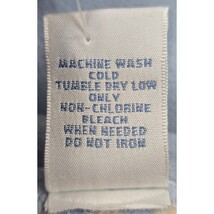 MACHINE WASH
COLD
TUMBLE DRY LOW
ONLY
NON-CHLORINE
BLEACH
WHEN NEEDED
DO NOT IRON